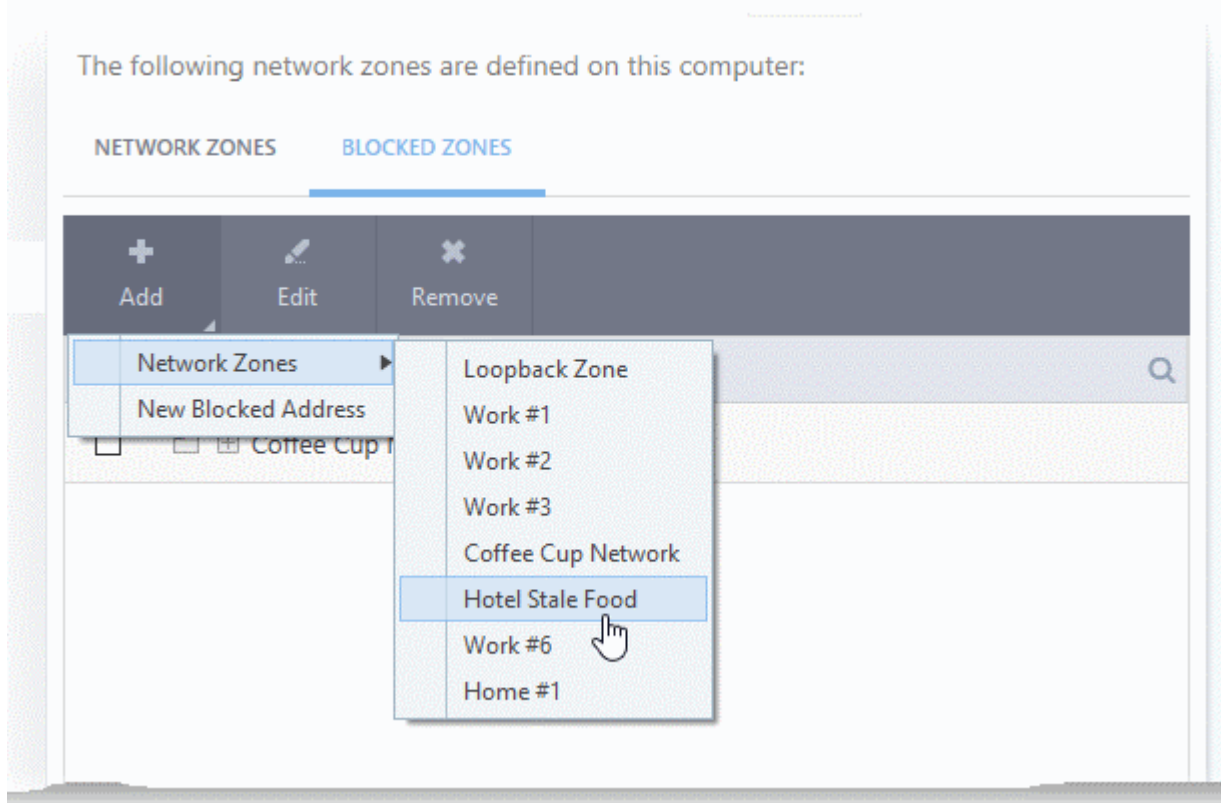 The following network zones are defined on this computer:
NETWORK ZONES BLOCKED ZONES
Add Edit Remove
Network Zones
New Blocked Address
Coffee Cup
Loopback Zone
Work #1
Work #2
Work #3
Coffee Cup Network
Hotel Stale Food
Work #6
Home #1